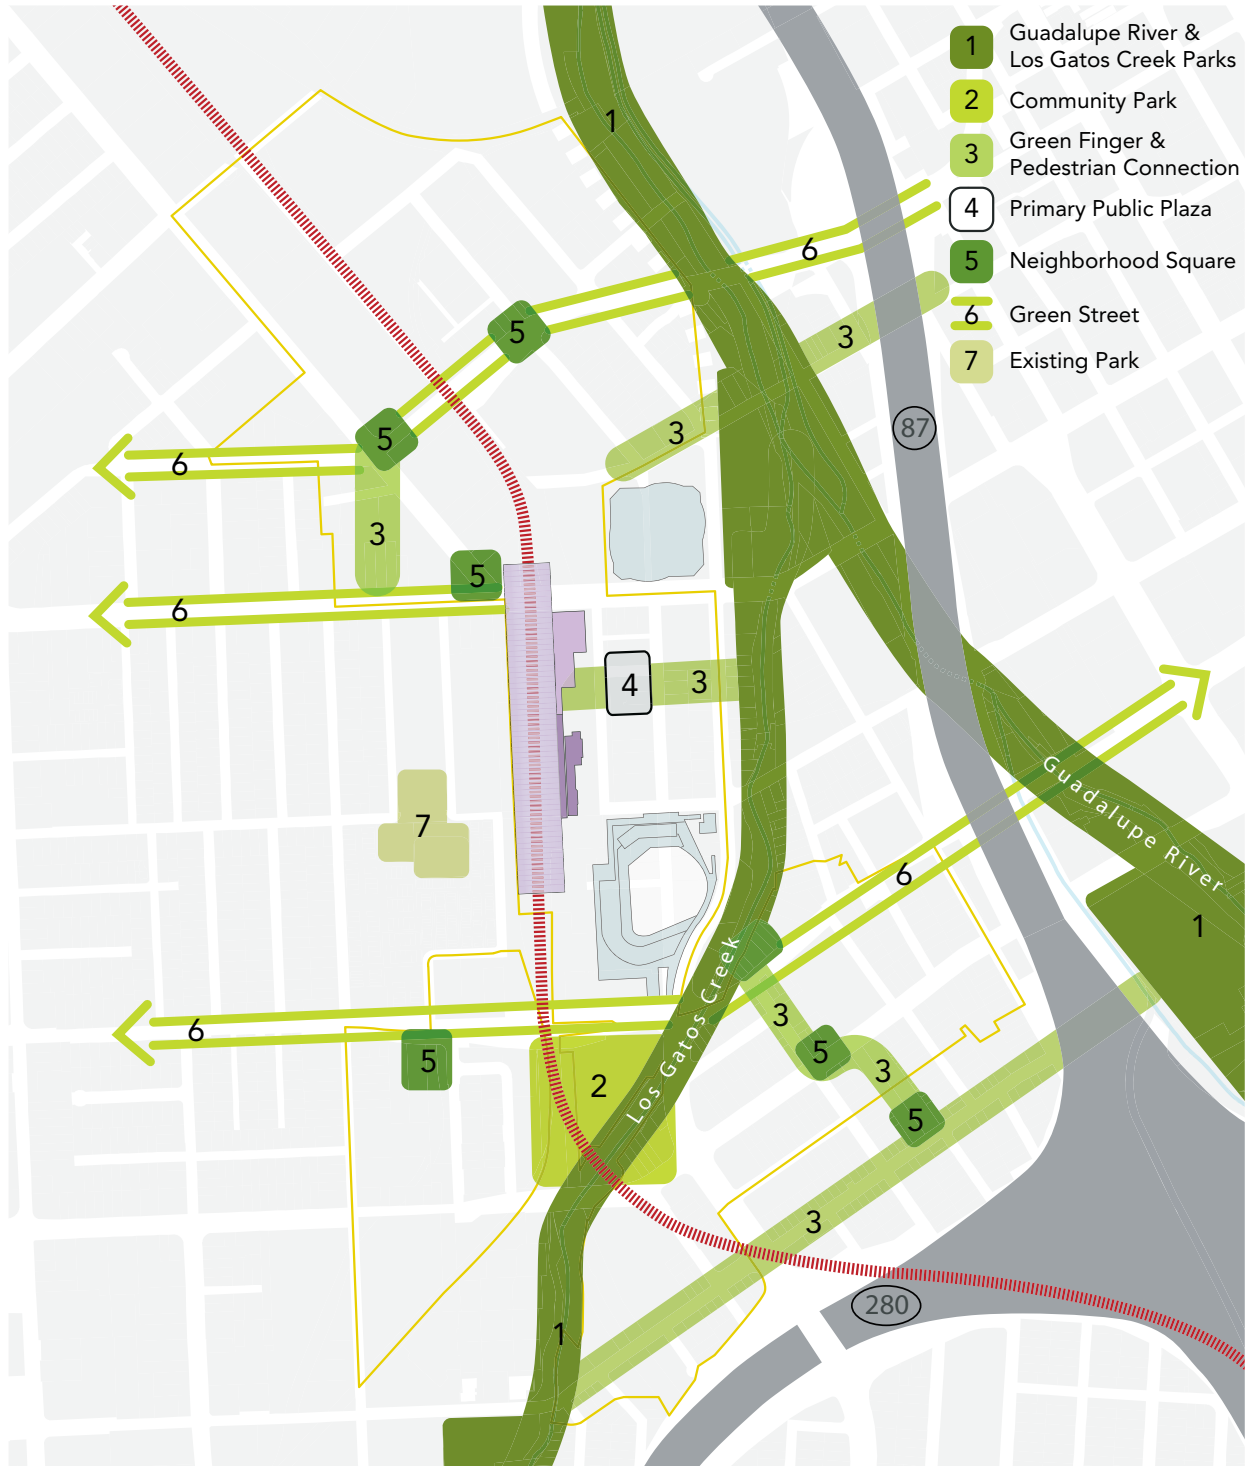 1 Guadalupe River &
Los Gatos Creek Parks
2 Community Park
3 Green Finger &
Pedestrian Connection
4 Primary Public Plaza
5 Neighborhood Square
6 Green Street
7 Existing Park
1
6
3
5
3
87
5
6
3
5
6
4
3
7
6
Guadalupe River
1
Los Gatos Creek
3
6
5
5
2
3
5
3
280
1